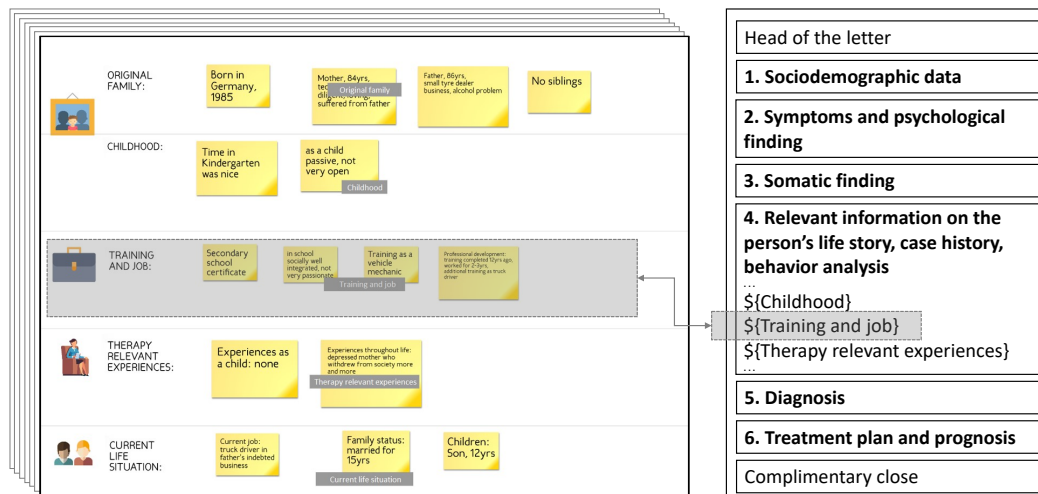 ORIGINAL
FAMILY:
Born in
Germany,
1985
Mother, 84yrs,
suffered from father
Original family
Father, 86yrs,
small tyre dealer
business, alcohol problem
No siblings
CHILDHOOD:
Time in
Kindergarten
was nice
as a child
passive, not
very open
Childhood
TRAINING
AND JOB:
Secondary
school
certificate
in school
socially well
integrated, not
very passionate
Training as a
vehicle
mechanic
Training and job
Professional development:
training completed 12yrs ago,
worked for 2-3yrs,
additional training as truck
driver
THERAPY
RELEVANT
EXPERIENCES:
Experiences as
a child: none
Experiences throughout life:
depressed mother who
withdrew from society more
and more
Therapy relevant experiences
CURRENT
LIFE
SITUATION:
Current job:
truck driver in
father's indebted
business
Family status:
married for
15yrs
Current life situation
Children:
Son, 12yrs
Head of the letter
1. Sociodemographic data
2. Symptoms and psychological
finding
3. Somatic finding
4. Relevant information on the
person's life story, case history,
behavior analysis
...
${Childhood}
${Training and job}
${Therapy relevant experiences}
...
5. Diagnosis
6. Treatment plan and prognosis
Complimentary close